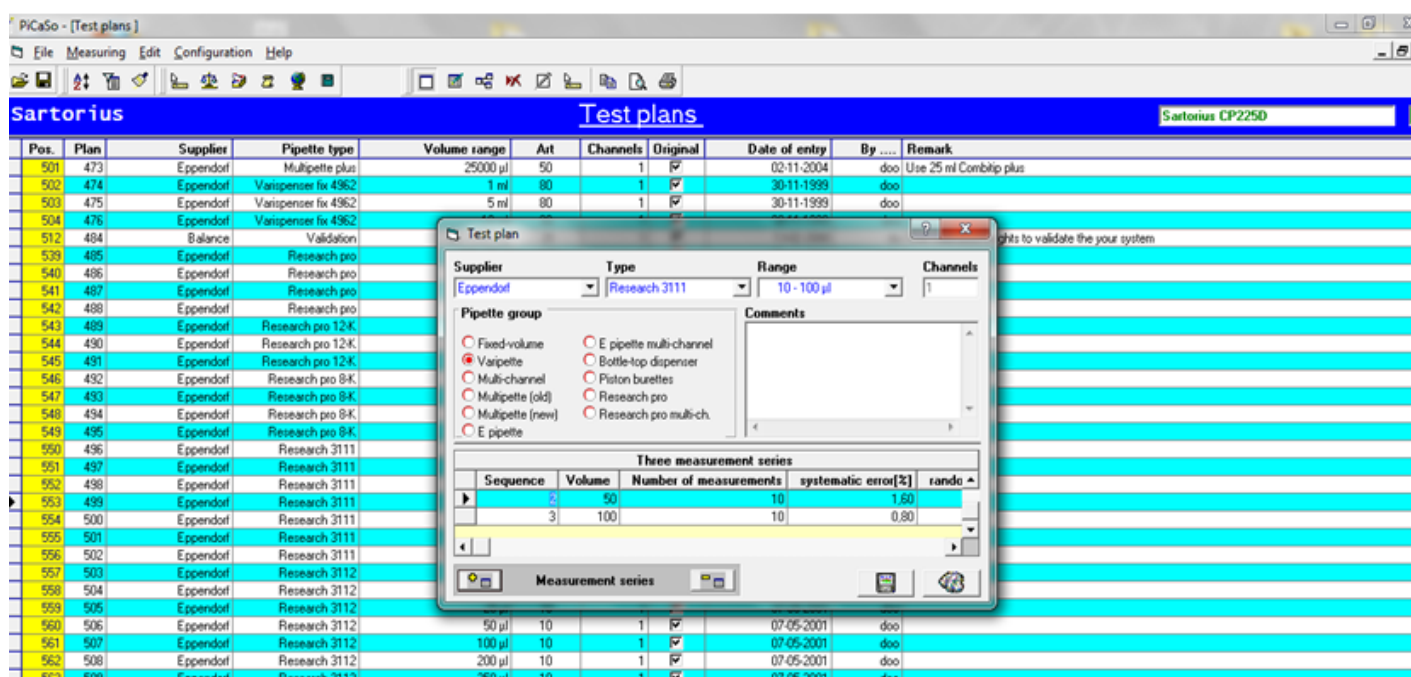 PiCaSo - [Test plans ]
File Measuring Edit Configuration Help
Sartorius Test plans Sartorius CP225D
Pos. Plan Supplier Pipette type Volume range Art Channels Original Date of entry By .... Remark
501 473 Eppendorf Multipette plus 25000 µl 50 1 02-11-2004 doo Use 25 ml Combitip plus
502 474 Eppendorf Varispenser fix 4962 1 ml 80 1 30-11-1999 doo
503 475 Eppendorf Varispenser fix 4962 5 ml 80 1 30-11-1999 doo
504 476 Eppendorf Varispenser fix 4962
512 484 Balance Validation to validate the your system
539 485 Eppendorf Research pro
540 486 Eppendorf Research pro
541 487 Eppendorf Research pro
542 488 Eppendorf Research pro
543 489 Eppendorf Research pro 12-K
544 490 Eppendorf Research pro 12-K
545 491 Eppendorf Research pro 12-K
546 492 Eppendorf Research pro 8-K
547 493 Eppendorf Research pro 8-K
548 494 Eppendorf Research pro 8-K
549 495 Eppendorf Research pro 8-K
550 496 Eppendorf Research 3111
551 497 Eppendorf Research 3111
552 498 Eppendorf Research 3111
553 499 Eppendorf Research 3111
554 500 Eppendorf Research 3111
555 501 Eppendorf Research 3111
556 502 Eppendorf Research 3111
557 503 Eppendorf Research 3112
558 504 Eppendorf Research 3112
559 505 Eppendorf Research 3112
560 506 Eppendorf Research 3112 50 µl 10 1 07-05-2001 doo
561 507 Eppendorf Research 3112 100 µl 10 1 07-05-2001 doo
562 508 Eppendorf Research 3112 200 µl 10 1 07-05-2001 doo
Test plan
Supplier Type Range Channels
Eppendorf Research 3111 10 - 100 µl 1
Pipette group Comments
Fixed-volume E pipette multi-channel
Varipette Bottle-top dispenser
Multi-channel Piston burettes
Multipette (old) Research pro
Multipette (new) Research pro multi-ch.
E pipette
Three measurement series
Sequence Volume Number of measurements systematic error[%] rando
2 50 10 1,60
3 100 10 0,80
Measurement series